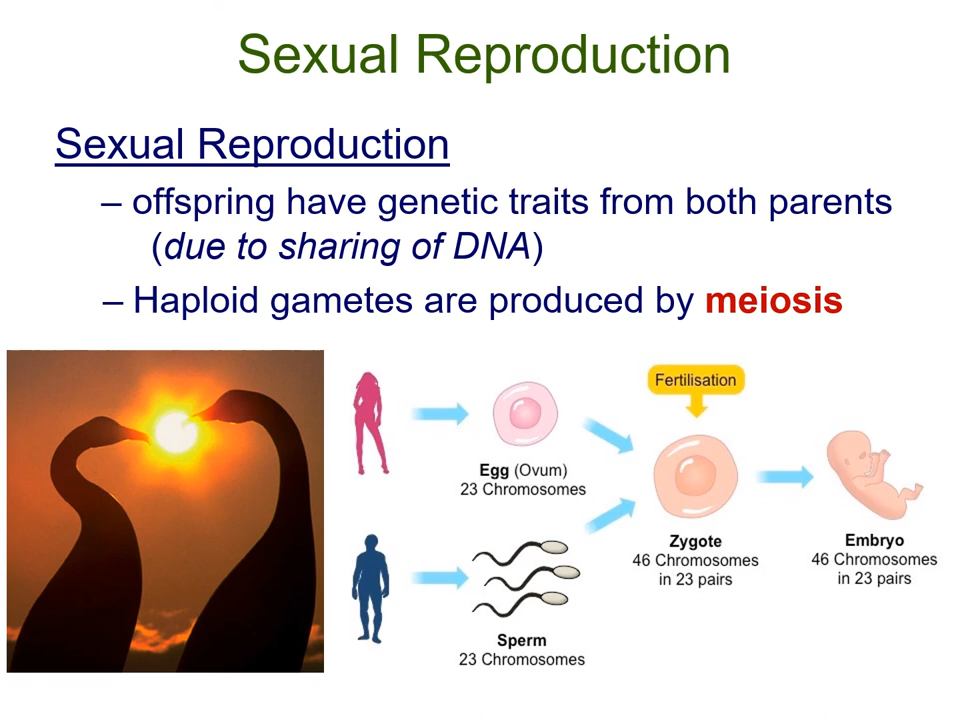 Sexual Reproduction
Sexual Reproduction
– offspring have genetic traits from both parents
(due to sharing of DNA)
– Haploid gametes are produced by meiosis
Fertilisation
Egg (Ovum)
23 Chromosomes
Zygote
46 Chromosomes
in 23 pairs
Embryo
46 Chromosomes
in 23 pairs
Sperm
23 Chromosomes